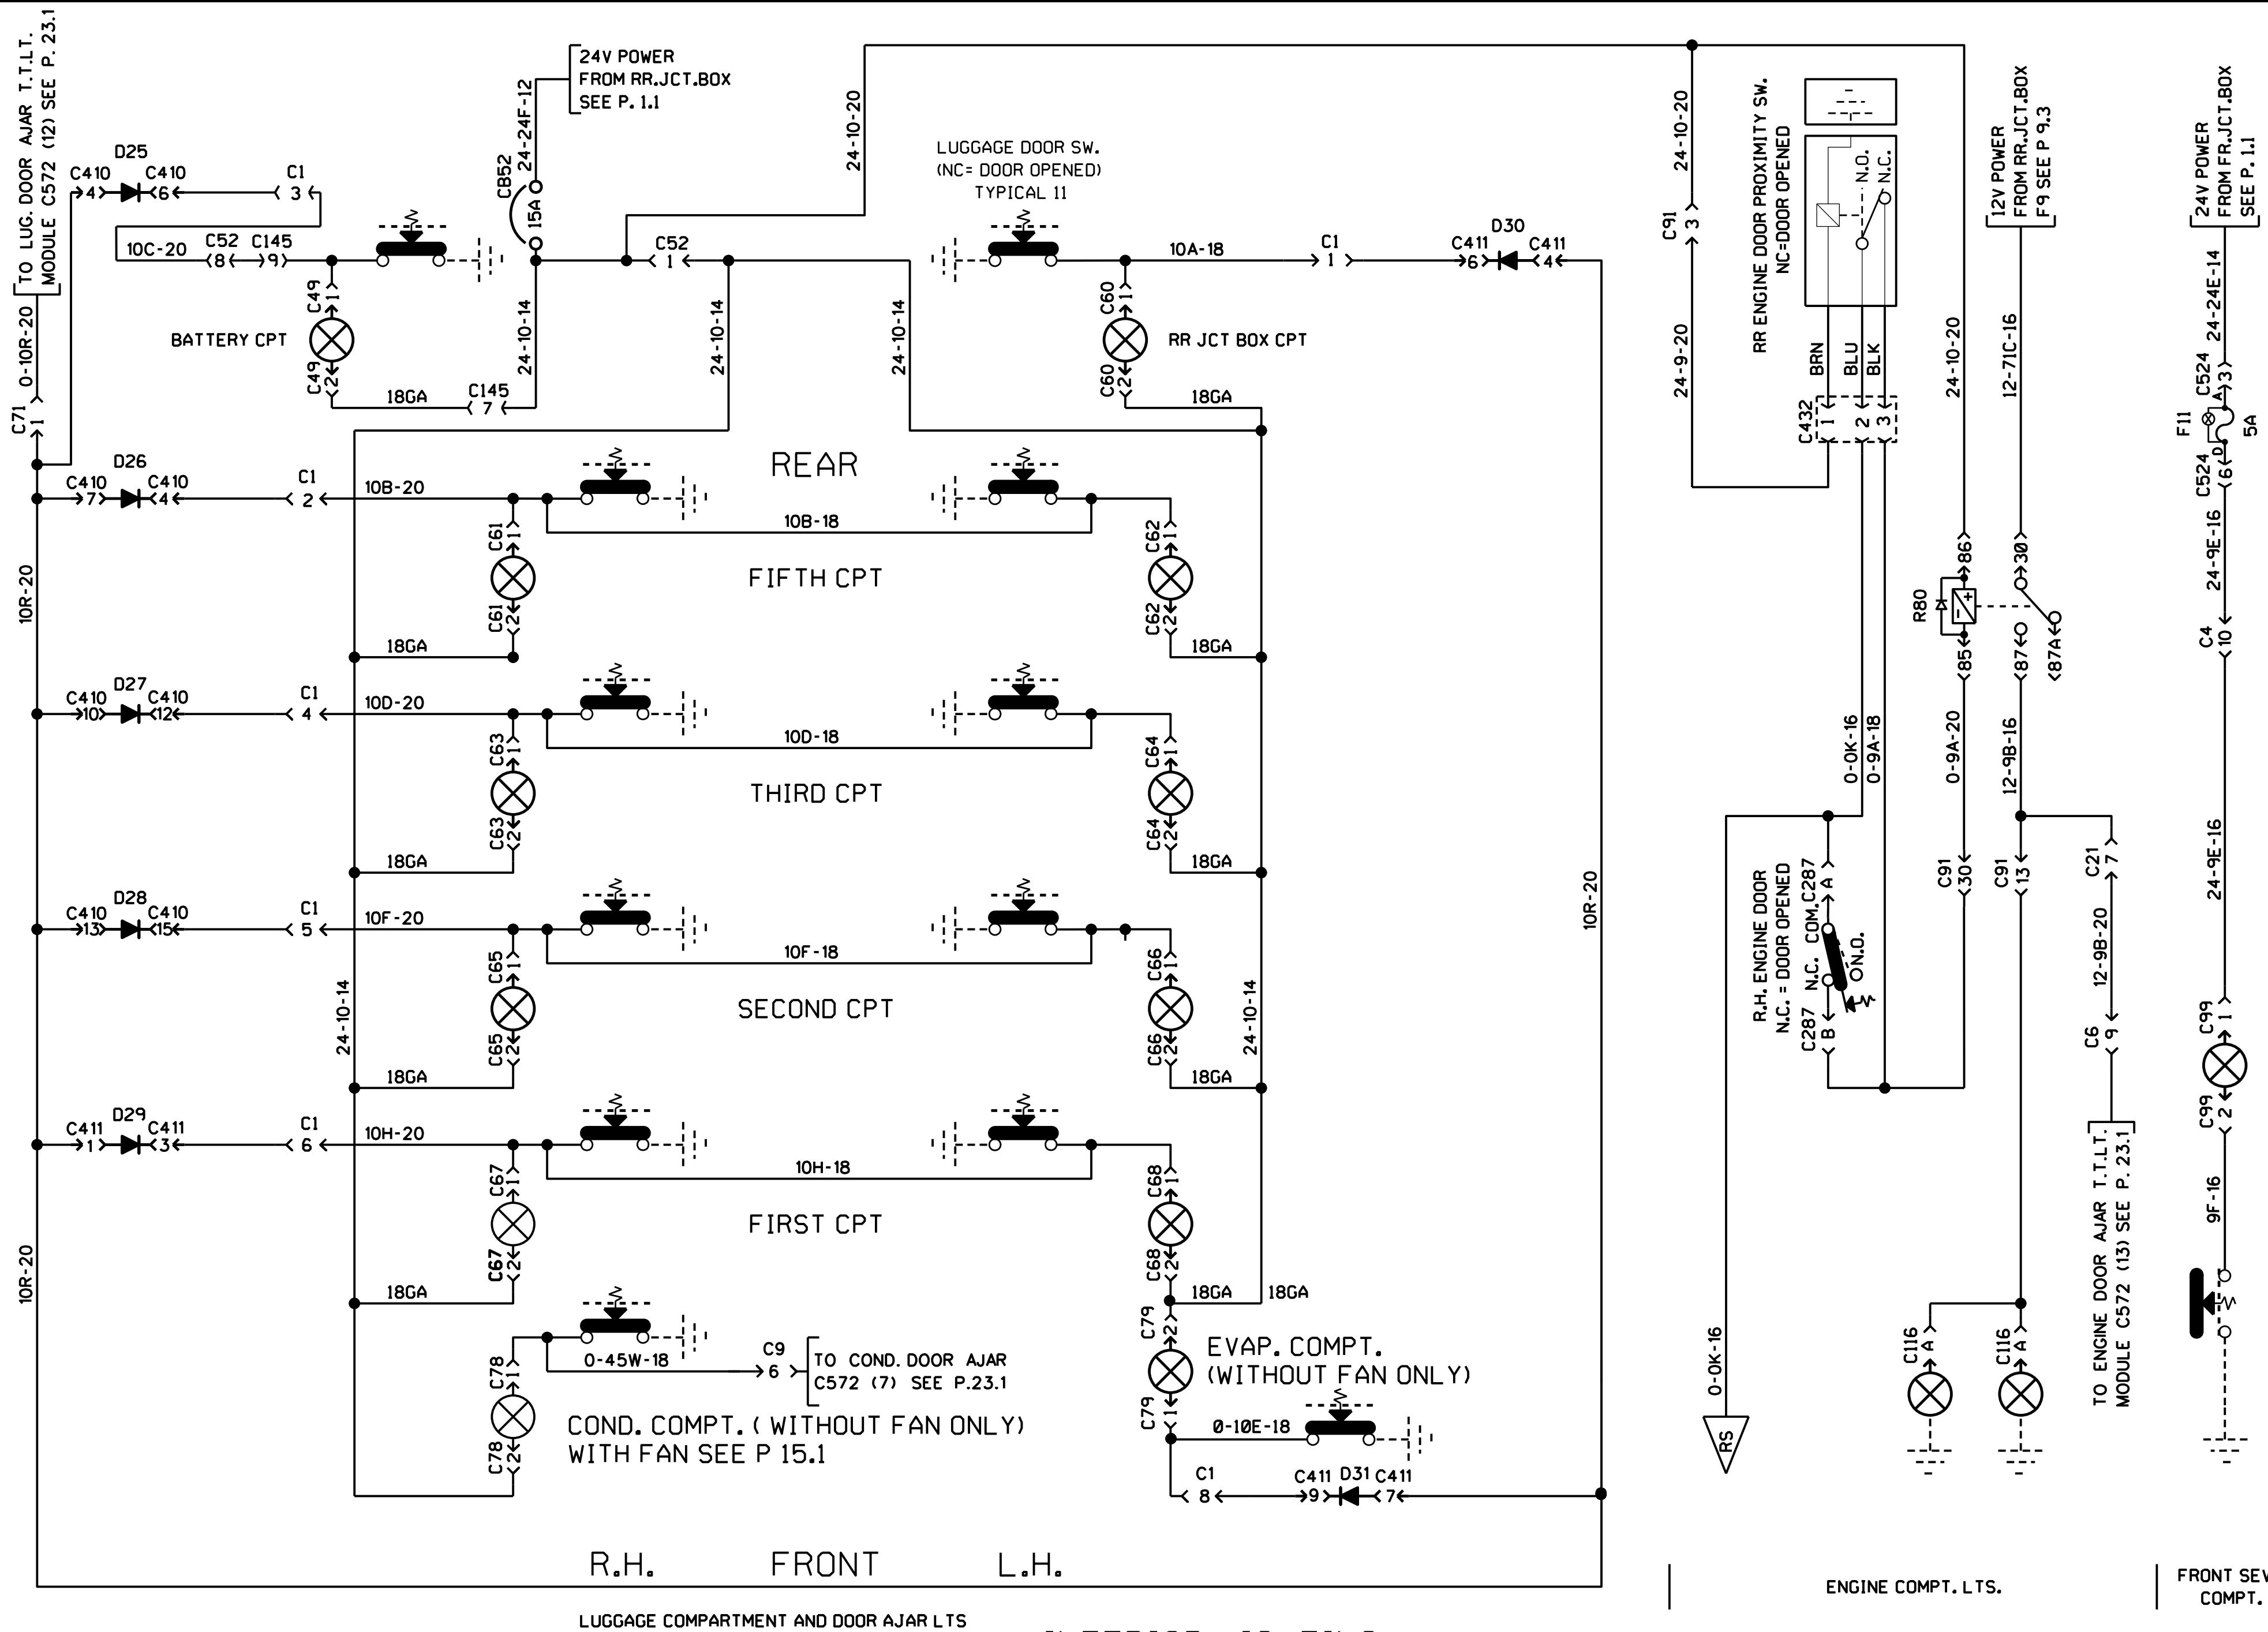 TO LUG. DOOR AJAR T.T.LT.
MODULE C572 (12) SEE P. 23.1
0-10R-20
C71
1
10R-20
10R-20
D25
C410
C410
4
6
C1
3
10C-20
C52
C145
8
9
C49
1
BATTERY CPT
C49
2
18GA
C145
7
24V POWER
FROM RR.JCT.BOX
SEE P. 1.1
24-24F-12
CB52
15A
24-10-14
C52
1
24-10-14
24-10-14
24-10-20
LUGGAGE DOOR SW.
(NC= DOOR OPENED)
TYPICAL 11
10A-18
C1
1
D30
C411
C411
6
4
C60
1
RR JCT BOX CPT
C60
2
18GA
D26
C410
C410
7
4
C1
2
10B-20
REAR
10B-18
C61
1
C62
1
FIFTH CPT
C61
2
C62
2
18GA
18GA
D27
C410
C410
10
12
C1
4
10D-20
10D-18
C63
1
C64
1
THIRD CPT
C63
2
C64
2
18GA
18GA
D28
C410
C410
13
15
C1
5
10F-20
10F-18
C65
1
C66
1
SECOND CPT
24-10-14
24-10-14
C65
2
C66
2
18GA
18GA
D29
C411
C411
1
3
C1
6
10H-20
10H-18
C67
1
C68
1
FIRST CPT
C67
2
C68
2
18GA
18GA
18GA
C78
1
C78
2
0-45W-18
C9
6
TO COND. DOOR AJAR
C572 (7) SEE P.23.1
COND. COMPT. ( WITHOUT FAN ONLY)
WITH FAN SEE P 15.1
C79
2
C79
1
EVAP. COMPT.
(WITHOUT FAN ONLY)
0-10E-18
C1
8
C411
D31
C411
9
7
10R-20
R.H.
FRONT
L.H.
LUGGAGE COMPARTMENT AND DOOR AJAR LTS
24-10-20
C91
3
24-9-20
RR ENGINE DOOR PROXIMITY SW.
NC-DOOR OPENED
N.O.
N.C.
BRN
BLU
BLK
C432
1
2
3
24-10-20
12V POWER
FROM RR.JCT.BOX
F9 SEE P 9.3
12-71C-16
R80
86
30
85
87
87A
0-0K-16
0-9A-18
0-9A-20
12-9B-16
R.H. ENGINE DOOR
N.C. = DOOR OPENED
C287
A
COM.
N.C.
N.O.
C287
B
C91
30
C91
13
C21
7
12-9B-20
C6
9
TO ENGINE DOOR AJAR T.T.LT.
MODULE C572 (13) SEE P. 23.1
0-0K-16
RS
C116
A
C116
A
ENGINE COMPT. LTS.
24V POWER
FROM FR.JCT.BOX
SEE P. 1.1
24-24E-14
C524
3
A
F11
5A
D
C524
6
24-9E-16
C4
10
24-9E-16
C99
1
C99
2
9F-16
FRONT SEV
COMPT.